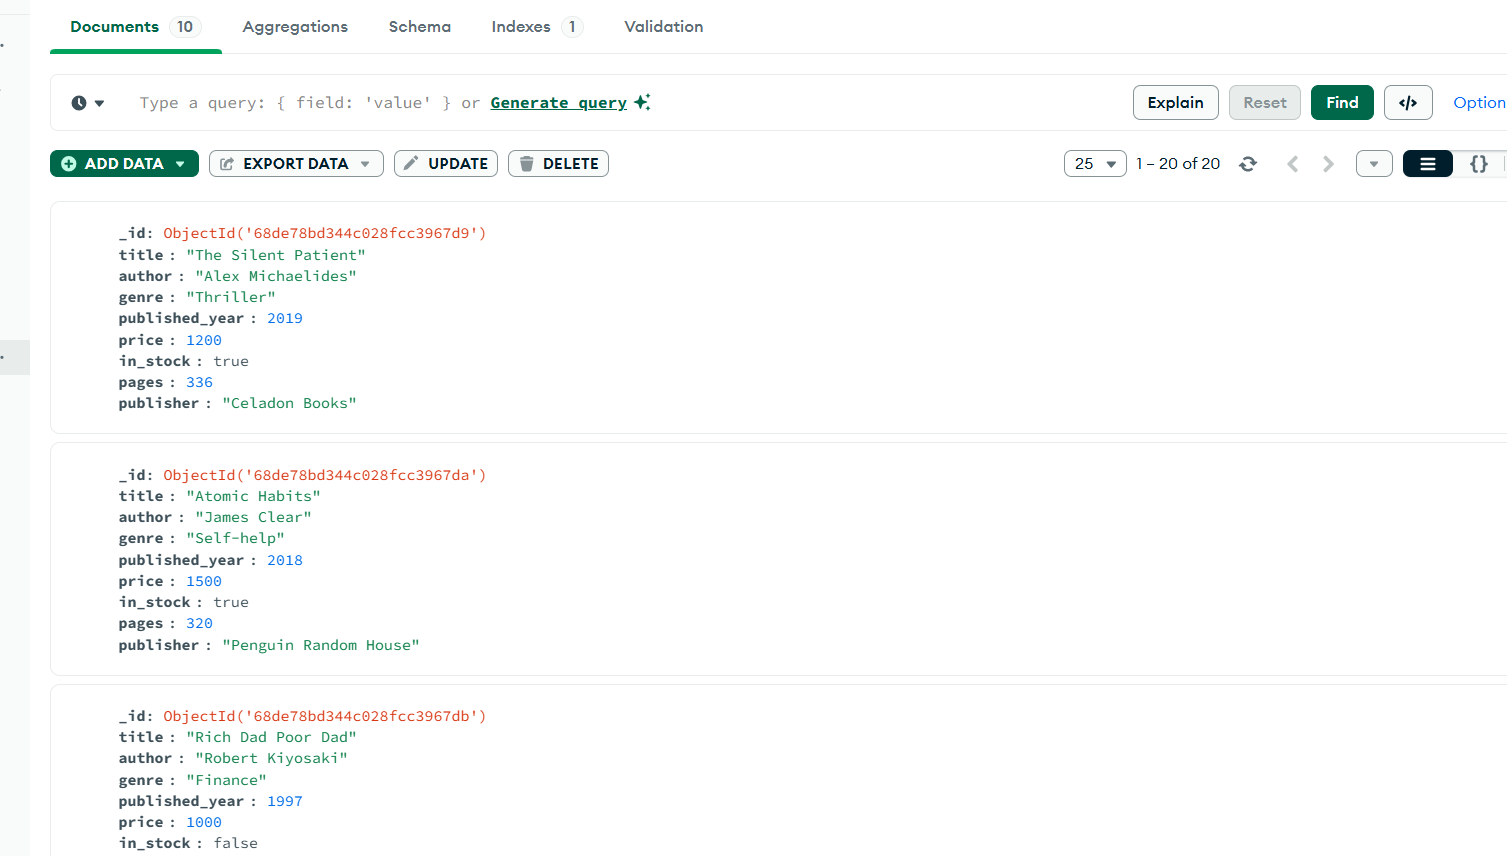 Documents 10 Aggregations Schema Indexes 1 Validation
Type a query: { field: 'value' } or Generate query Explain Reset Find </> Option
ADD DATA EXPORT DATA UPDATE DELETE 25 1 – 20 of 20 {}
_id: ObjectId('68de78bd344c028fcc3967d9')
title : "The Silent Patient"
author : "Alex Michaelides"
genre : "Thriller"
published_year : 2019
price : 1200
in_stock : true
pages : 336
publisher : "Celadon Books"
_id: ObjectId('68de78bd344c028fcc3967da')
title : "Atomic Habits"
author : "James Clear"
genre : "Self-help"
published_year : 2018
price : 1500
in_stock : true
pages : 320
publisher : "Penguin Random House"
_id: ObjectId('68de78bd344c028fcc3967db')
title : "Rich Dad Poor Dad"
author : "Robert Kiyosaki"
genre : "Finance"
published_year : 1997
price : 1000
in_stock : false